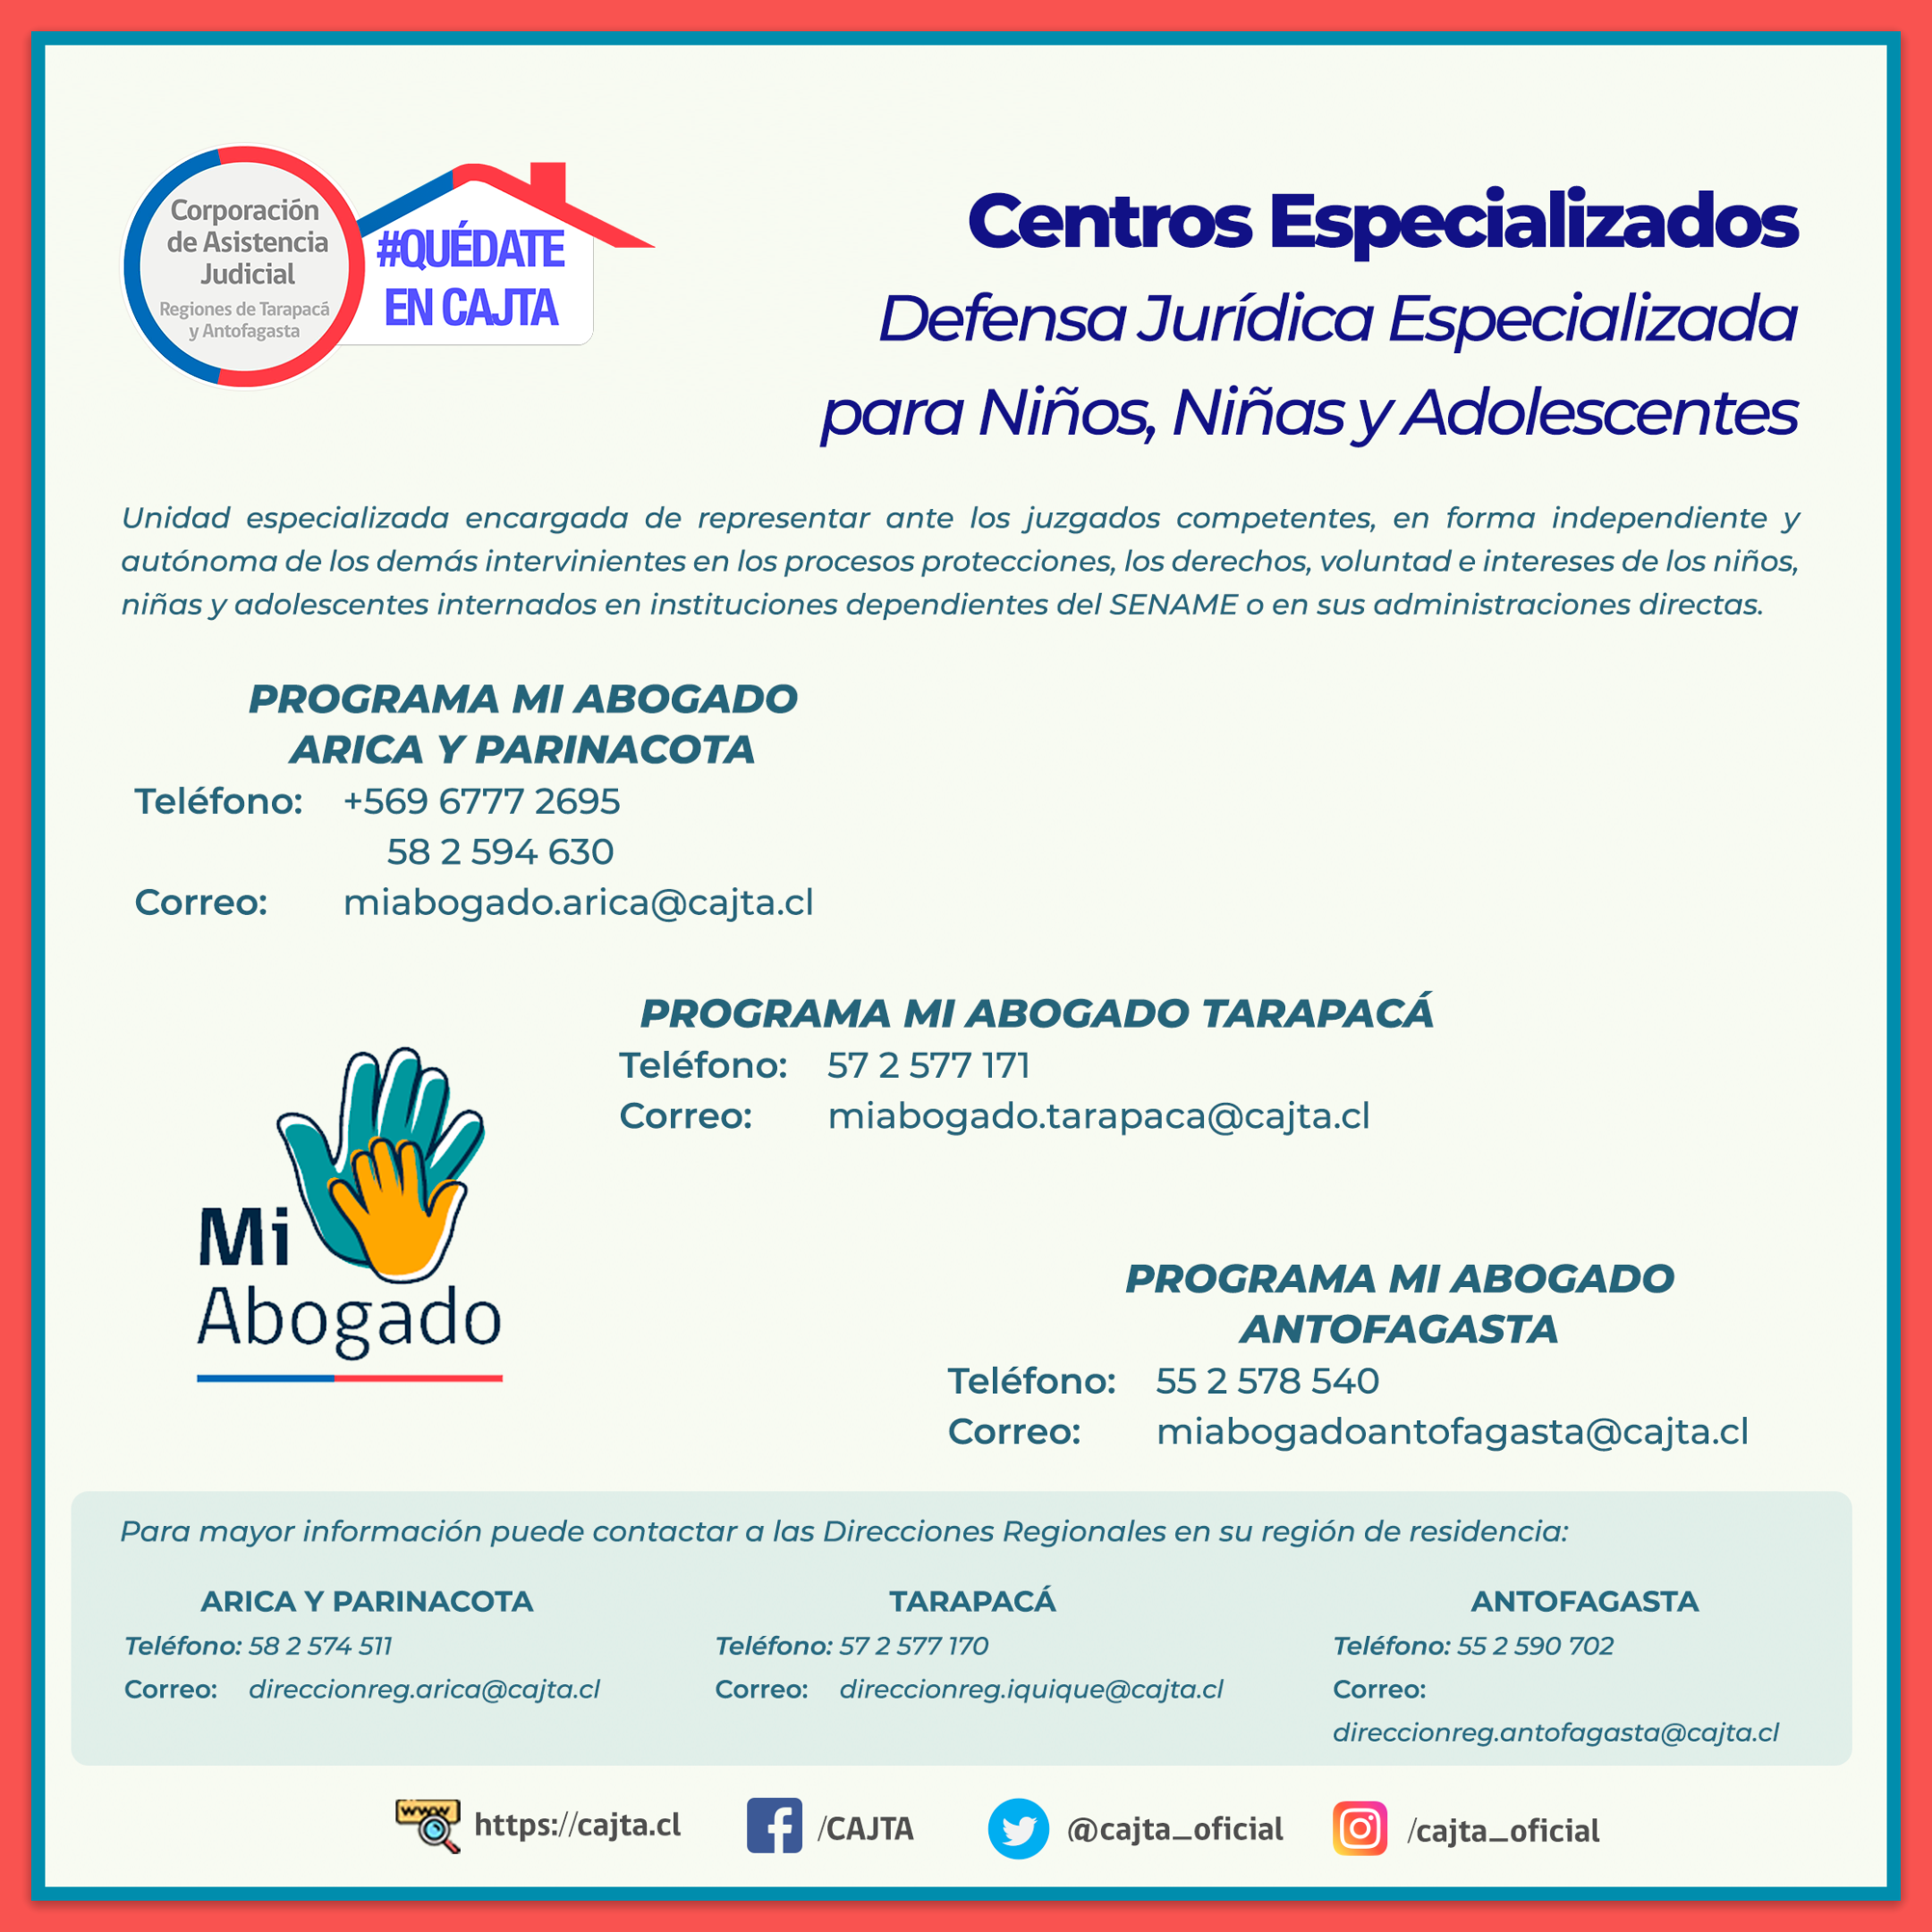 Corporación
de Asistencia
Judicial
Regiones de Tarapacá
y Antofagasta
#QUÉDATE
EN CAJTA
Centros Especializados
Defensa Jurídica Especializada
para Niños, Niñas y Adolescentes
Unidad especializada encargada de representar ante los juzgados competentes, en forma independiente y
autónoma de los demás intervinientes en los procesos protecciones, los derechos, voluntad e intereses de los niños,
niñas y adolescentes internados en instituciones dependientes del SENAME o en sus administraciones directas.
PROGRAMA MI ABOGADO
ARICA Y PARINACOTA
Teléfono: +569 6777 2695
58 2 594 630
Correo: miabogado.arica@cajta.cl
PROGRAMA MI ABOGADO TARAPACÁ
Teléfono: 57 2 577 171
Correo: miabogado.tarapaca@cajta.cl
Mi
Abogado
PROGRAMA MI ABOGADO
ANTOFAGASTA
Teléfono: 55 2 578 540
Correo: miabogadoantofagasta@cajta.cl
Para mayor información puede contactar a las Direcciones Regionales en su región de residencia:
ARICA Y PARINACOTA
Teléfono: 58 2 574 511
Correo: direccionreg.arica@cajta.cl
TARAPACÁ
Teléfono: 57 2 577 170
Correo: direccionreg.iquique@cajta.cl
ANTOFAGASTA
Teléfono: 55 2 590 702
Correo:
direccionreg.antofagasta@cajta.cl
www
https://cajta.cl
/CAJTA
@cajta_oficial
/cajta_oficial